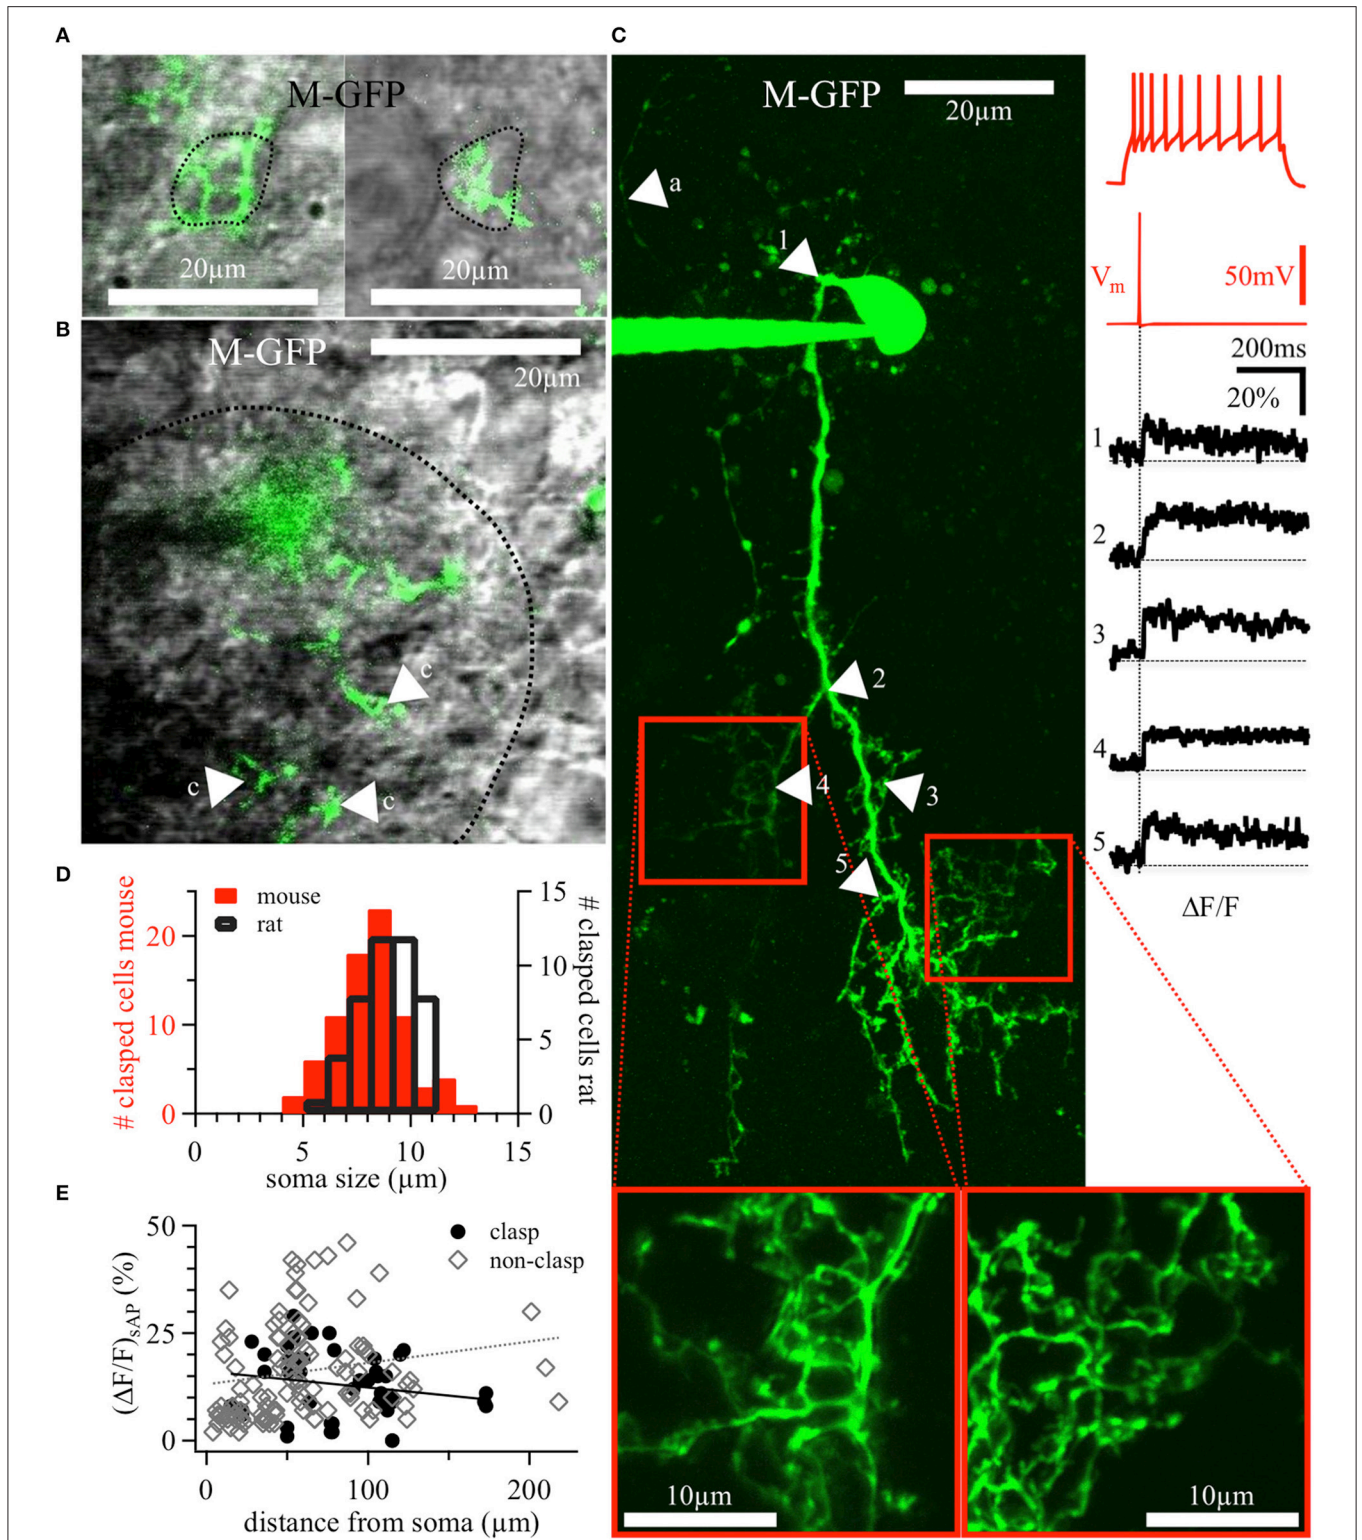 A
M-GFP
20µm
20µm
B
M-GFP
20µm
c
c
c
C
M-GFP
20µm
a
1
2
3
4
5
Vm
50mV
200ms
20%
1
2
3
4
5
ΔF/F
10µm
10µm
D
# clasped cells mouse
mouse
rat
# clasped cells rat
20
10
0
15
10
5
0
0
5
10
15
soma size (µm)
E
(ΔF/F)sAP (%)
clasp
non-clasp
50
25
0
0
100
200
distance from soma (µm)